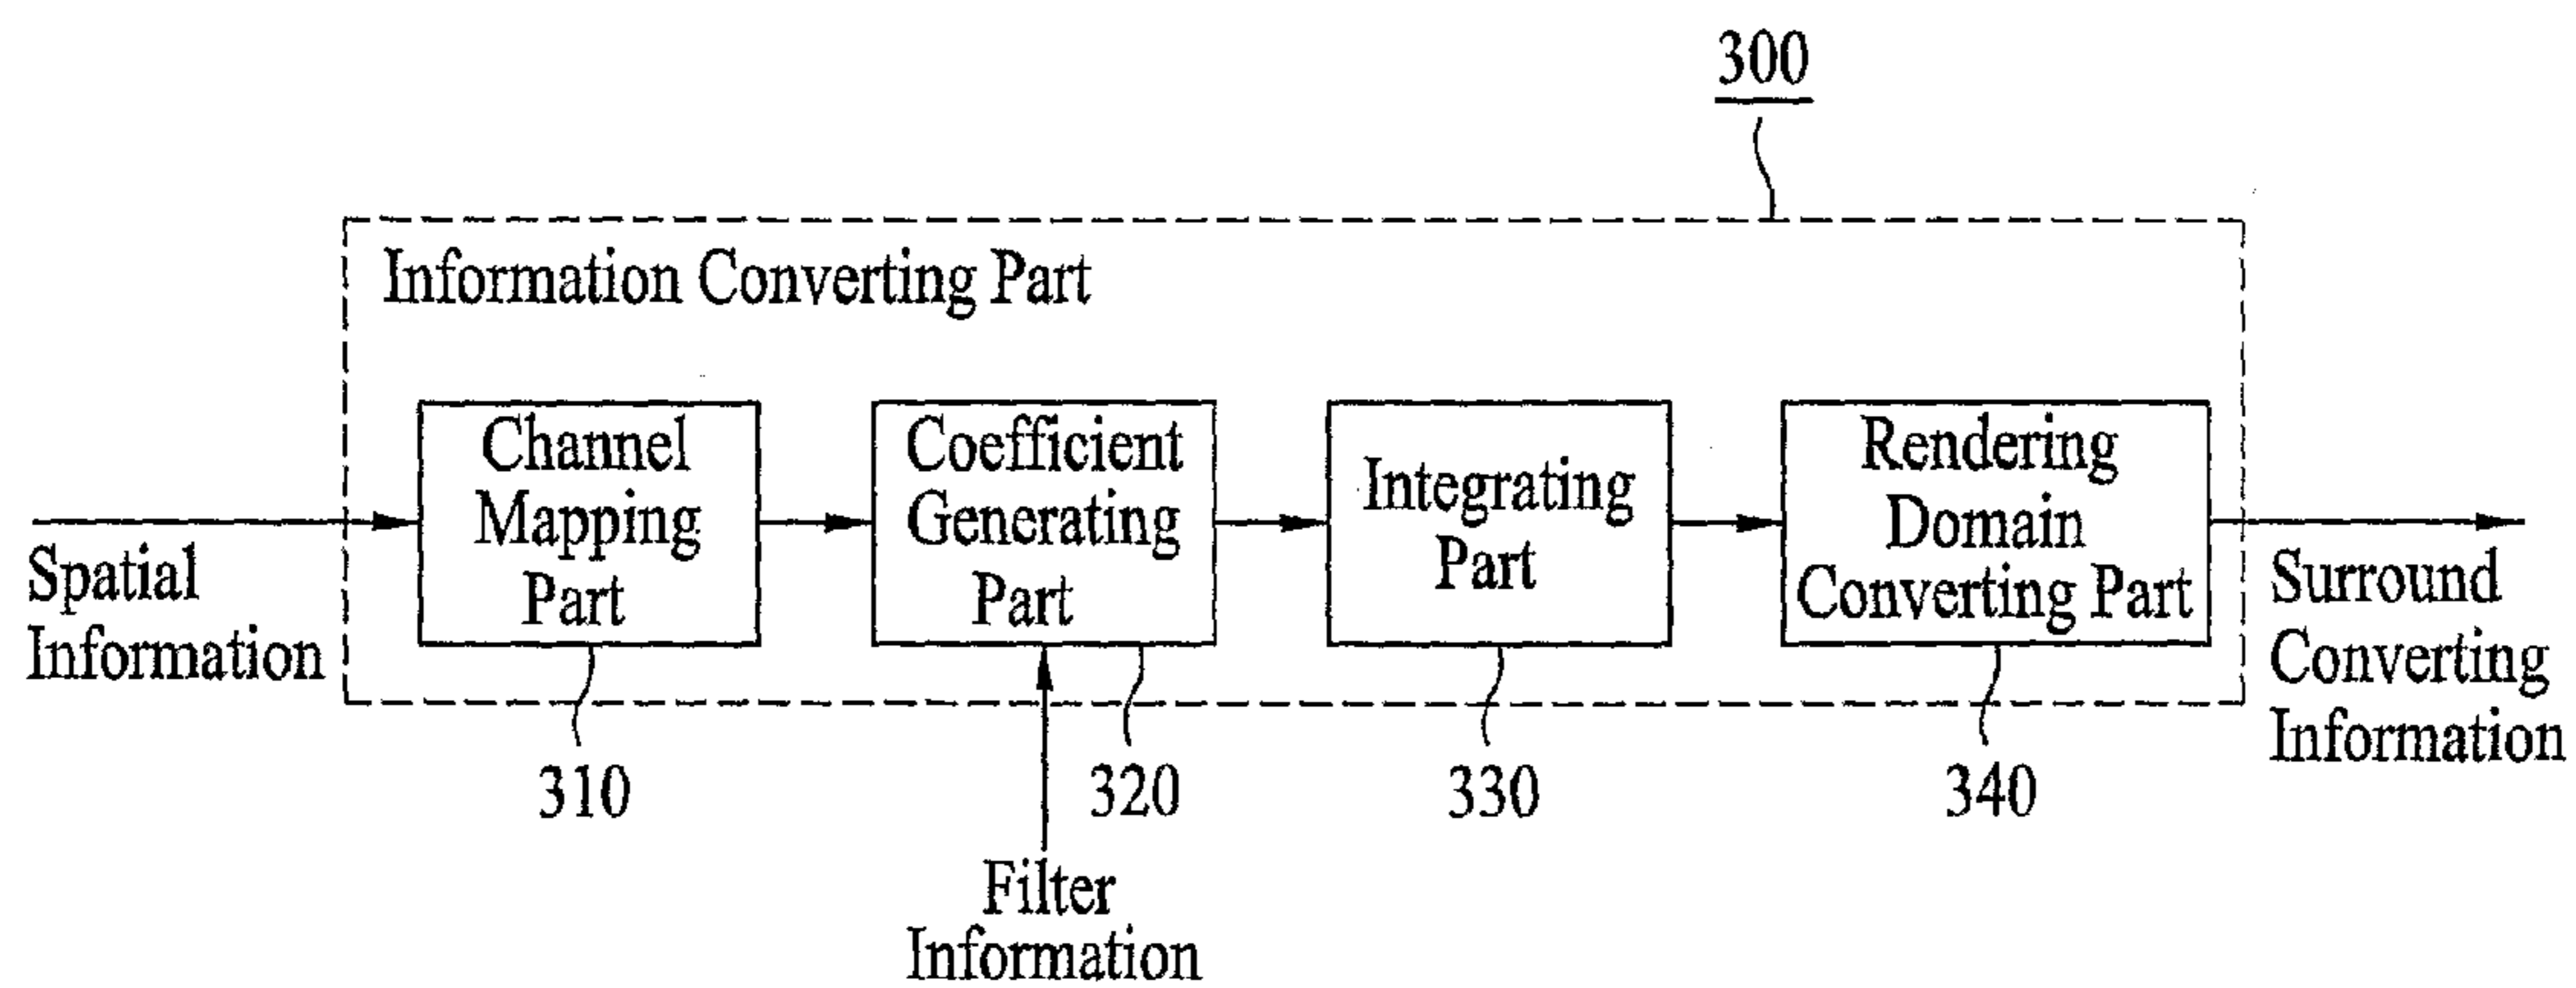 300
Information Converting Part
Channel
Mapping
Part
Coefficient
Generating
Part
Integrating
Part
Rendering
Domain
Converting Part
Spatial
Information
Surround
Converting
Information
310
320
330
340
Filter
Information